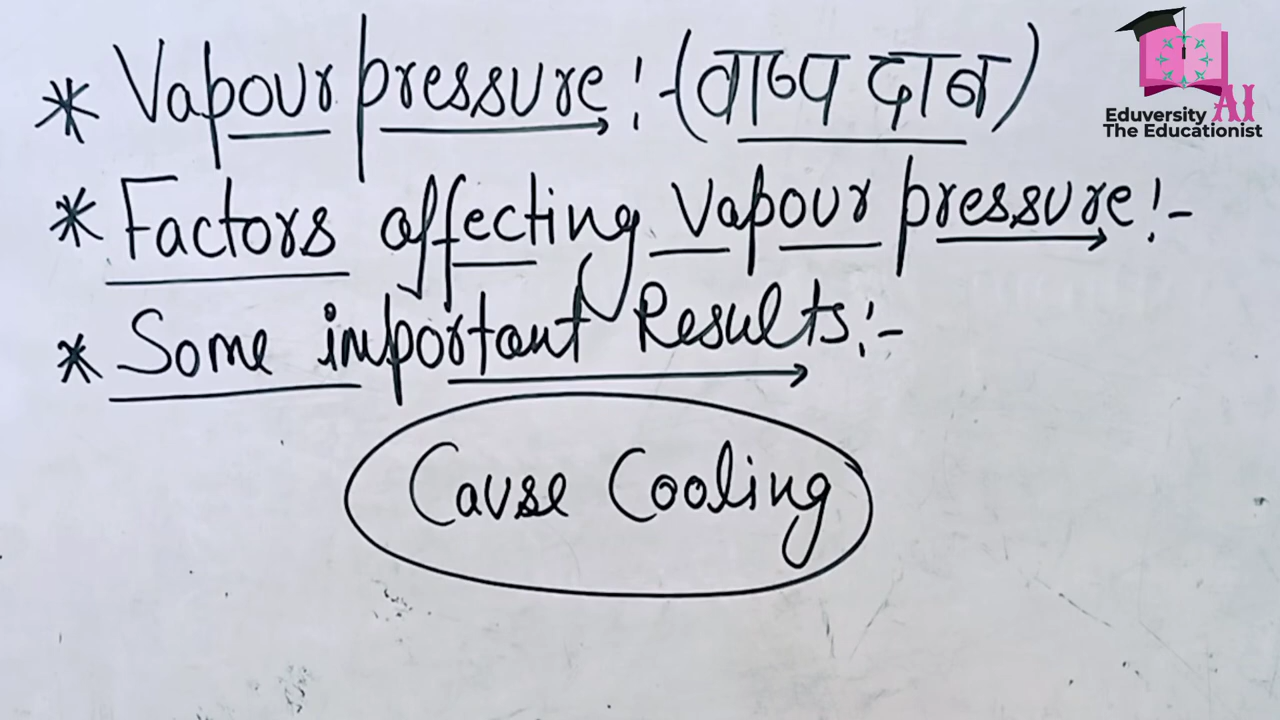 * Vapour pressure :- (वाष्प दाब)
* Factors affecting Vapour pressure :-
* Some important Results :-
Cause Cooling
Eduversity AI
The Educationist